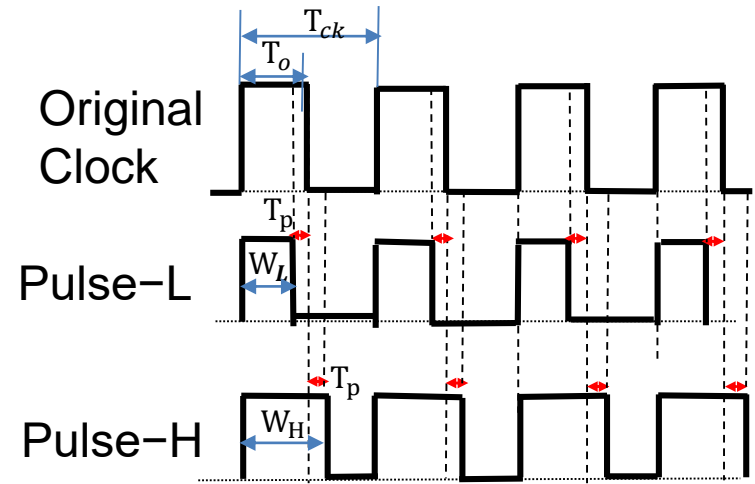 T_ck
T_o
Original
Clock
T_p
W_L
Pulse−L
T_p
W_H
Pulse−H